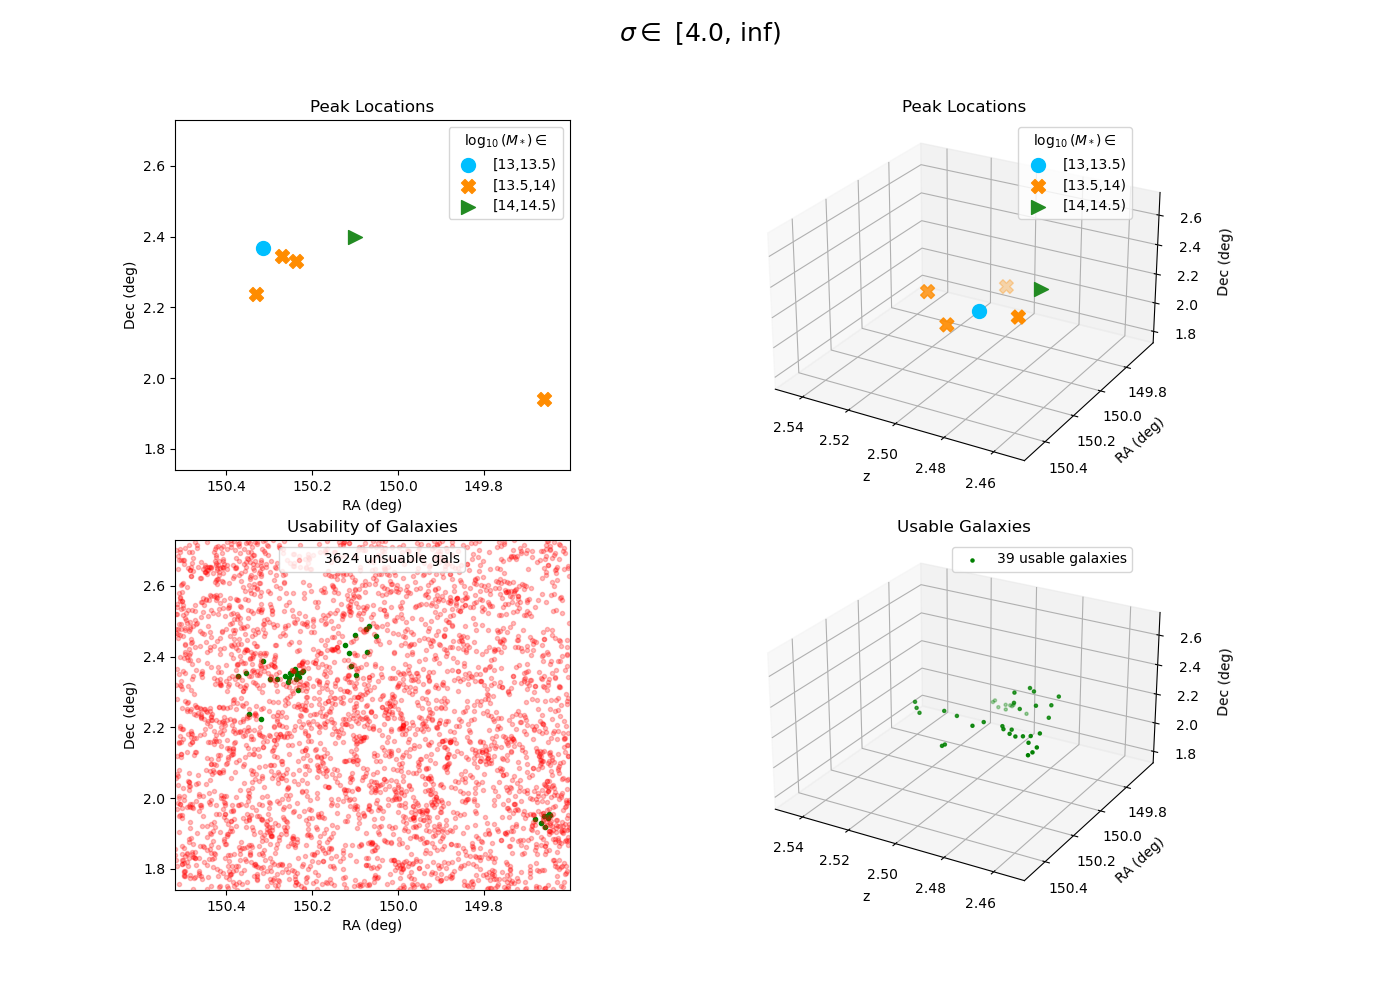 σ ∈ [4.0, inf)
Peak Locations
log10(M*) ∈
[13,13.5)
[13.5,14)
[14,14.5)
2.6
2.4
2.2
2.0
1.8
Dec (deg)
150.4 150.2 150.0 149.8
RA (deg)
Peak Locations
log10(M*) ∈
[13,13.5)
[13.5,14)
[14,14.5)
2.6
2.4
2.2
2.0
1.8
Dec (deg)
149.8
150.0
150.2
150.4
RA (deg)
2.54
2.52
2.50
2.48
2.46
z
Usability of Galaxies
3624 unsuable gals
2.6
2.4
2.2
2.0
1.8
Dec (deg)
150.4 150.2 150.0 149.8
RA (deg)
Usable Galaxies
39 usable galaxies
2.6
2.4
2.2
2.0
1.8
Dec (deg)
149.8
150.0
150.2
150.4
RA (deg)
2.54
2.52
2.50
2.48
2.46
z